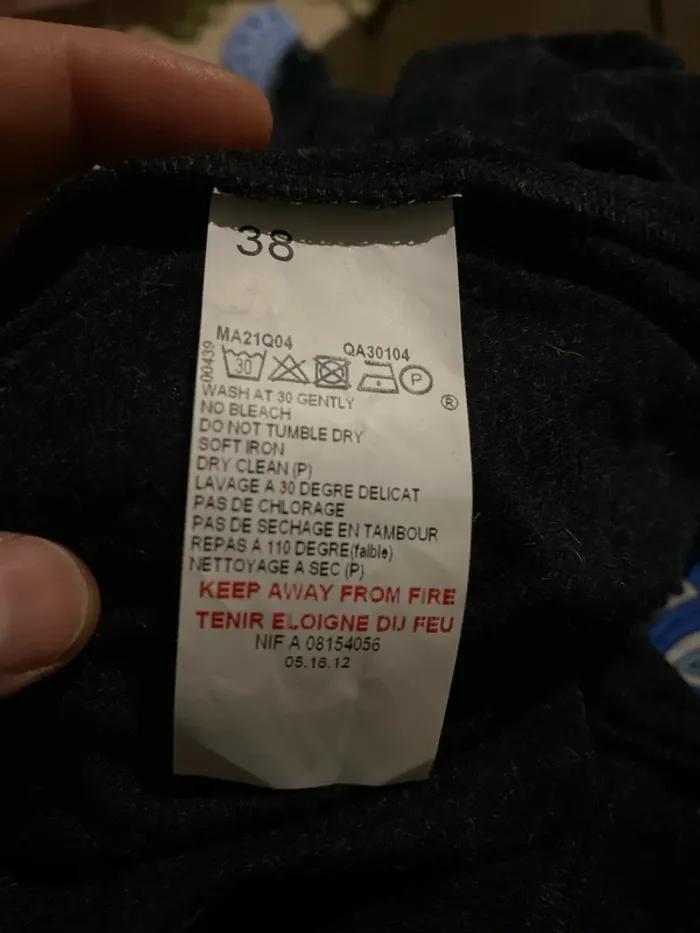 38
MA21Q04 QA30104
00439
30 P
®
WASH AT 30 GENTLY
NO BLEACH
DO NOT TUMBLE DRY
SOFT IRON
DRY CLEAN (P)
LAVAGE A 30 DEGRE DELICAT
PAS DE CHLORAGE
PAS DE SECHAGE EN TAMBOUR
REPAS A 110 DEGRE(faible)
NETTOYAGE A SEC (P)
KEEP AWAY FROM FIRE
TENIR ELOIGNE DU FEU
NIF A 08154056
05.16.12